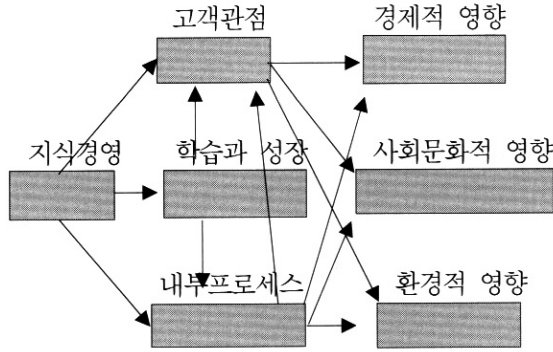 고객관점 경제적 영향
지식경영 학습과 성장 사회문화적 영향
내부프로세스 환경적 영향